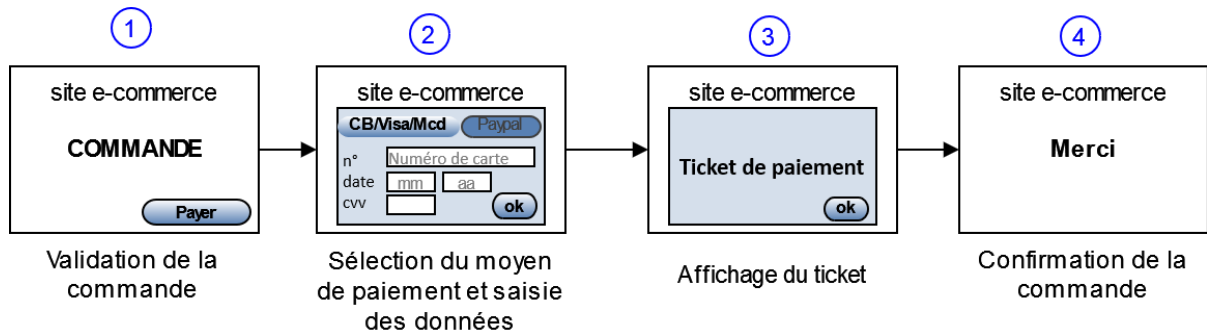 1
site e-commerce
COMMANDE
Payer
Validation de la
commande
2
site e-commerce
CB/Visa/Mcd Paypal
n° Numéro de carte
date mm aa
cvv ok
Sélection du moyen
de paiement et saisie
des données
3
site e-commerce
Ticket de paiement
ok
Affichage du ticket
4
site e-commerce
Merci
Confirmation de la
commande